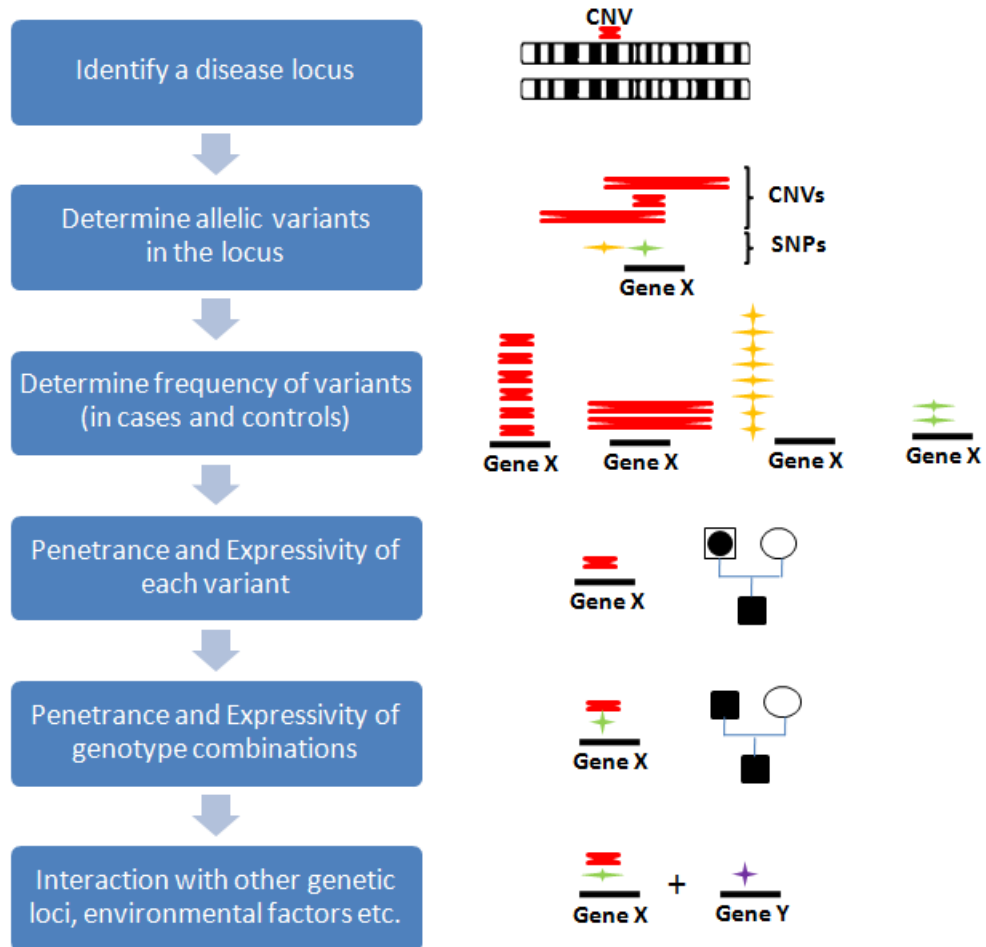 CNV
Identify a disease locus
Determine allelic variants
in the locus
CNVs
SNPs
Gene X
Determine frequency of variants
(in cases and controls)
Gene X
Gene X
Gene X
Gene X
Penetrance and Expressivity of
each variant
Gene X
Penetrance and Expressivity of
genotype combinations
Gene X
Interaction with other genetic
loci, environmental factors etc.
Gene X
+
Gene Y